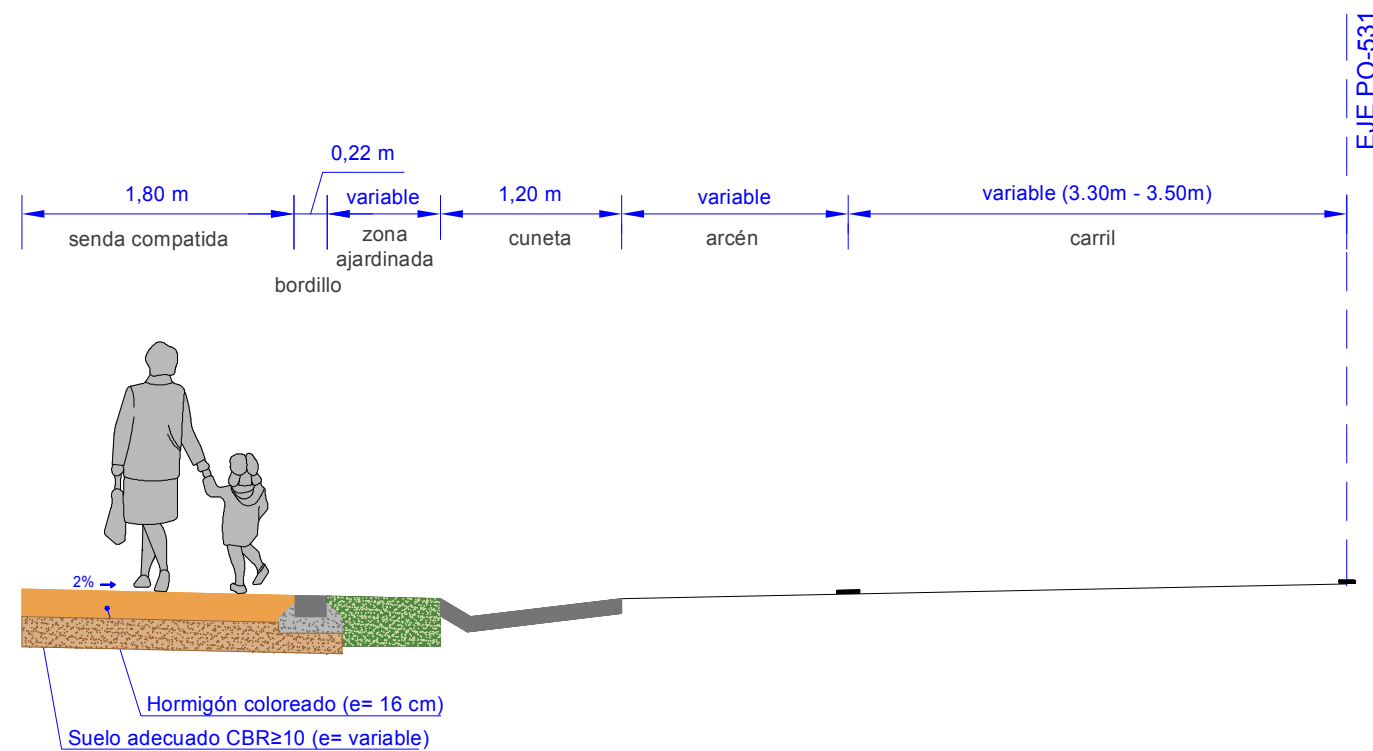 EJE PO-531
0,22 m
1,80 m
variable
1,20 m
variable
variable (3.30m - 3.50m)
senda compatida
zona
ajardinada
cuneta
arcén
carril
bordillo
2%
Hormigón coloreado (e= 16 cm)
Suelo adecuado CBR≥10 (e= variable)